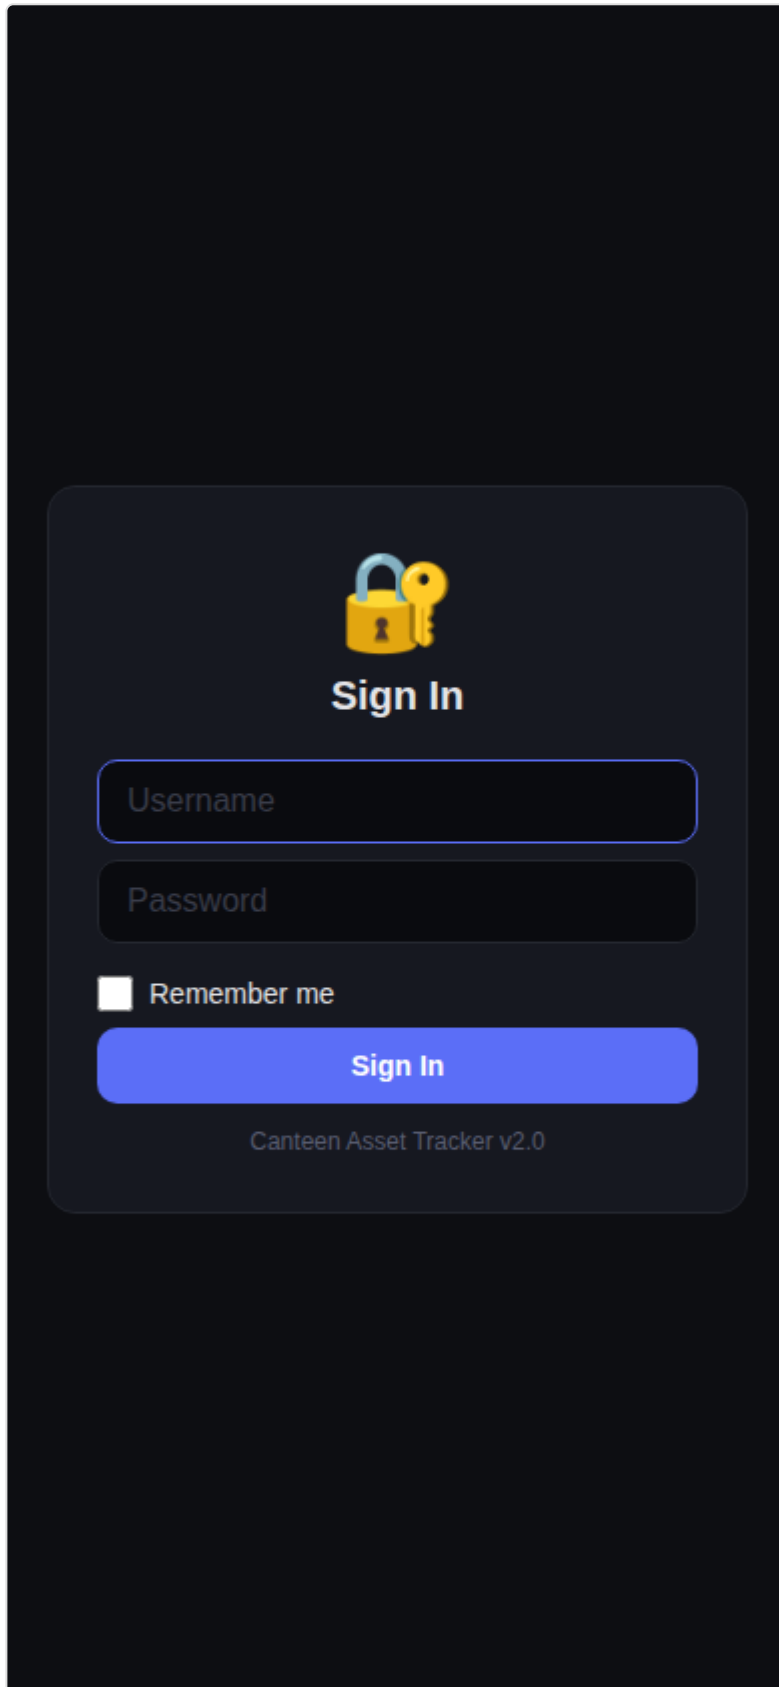 Sign In
Username
Password
Remember me
Sign In
Canteen Asset Tracker v2.0